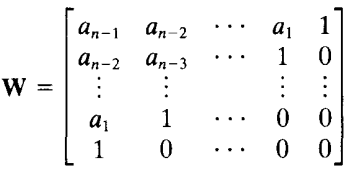 W = [ a_{n-1} a_{n-2} ⋯ a_1 1
a_{n-2} a_{n-3} ⋯ 1 0
⋮ ⋮ ⋮ ⋮
a_1 1 ⋯ 0 0
1 0 ⋯ 0 0 ]